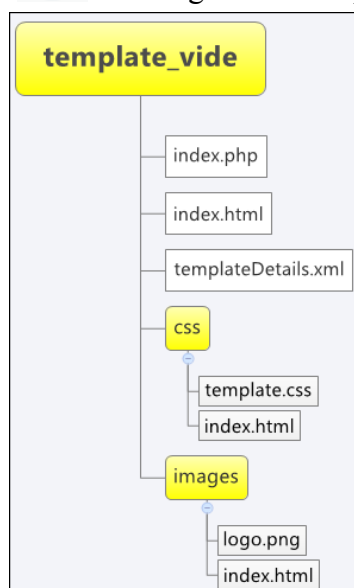 template_vide
index.php
index.html
templateDetails.xml
css
template.css
index.html
images
logo.png
index.html